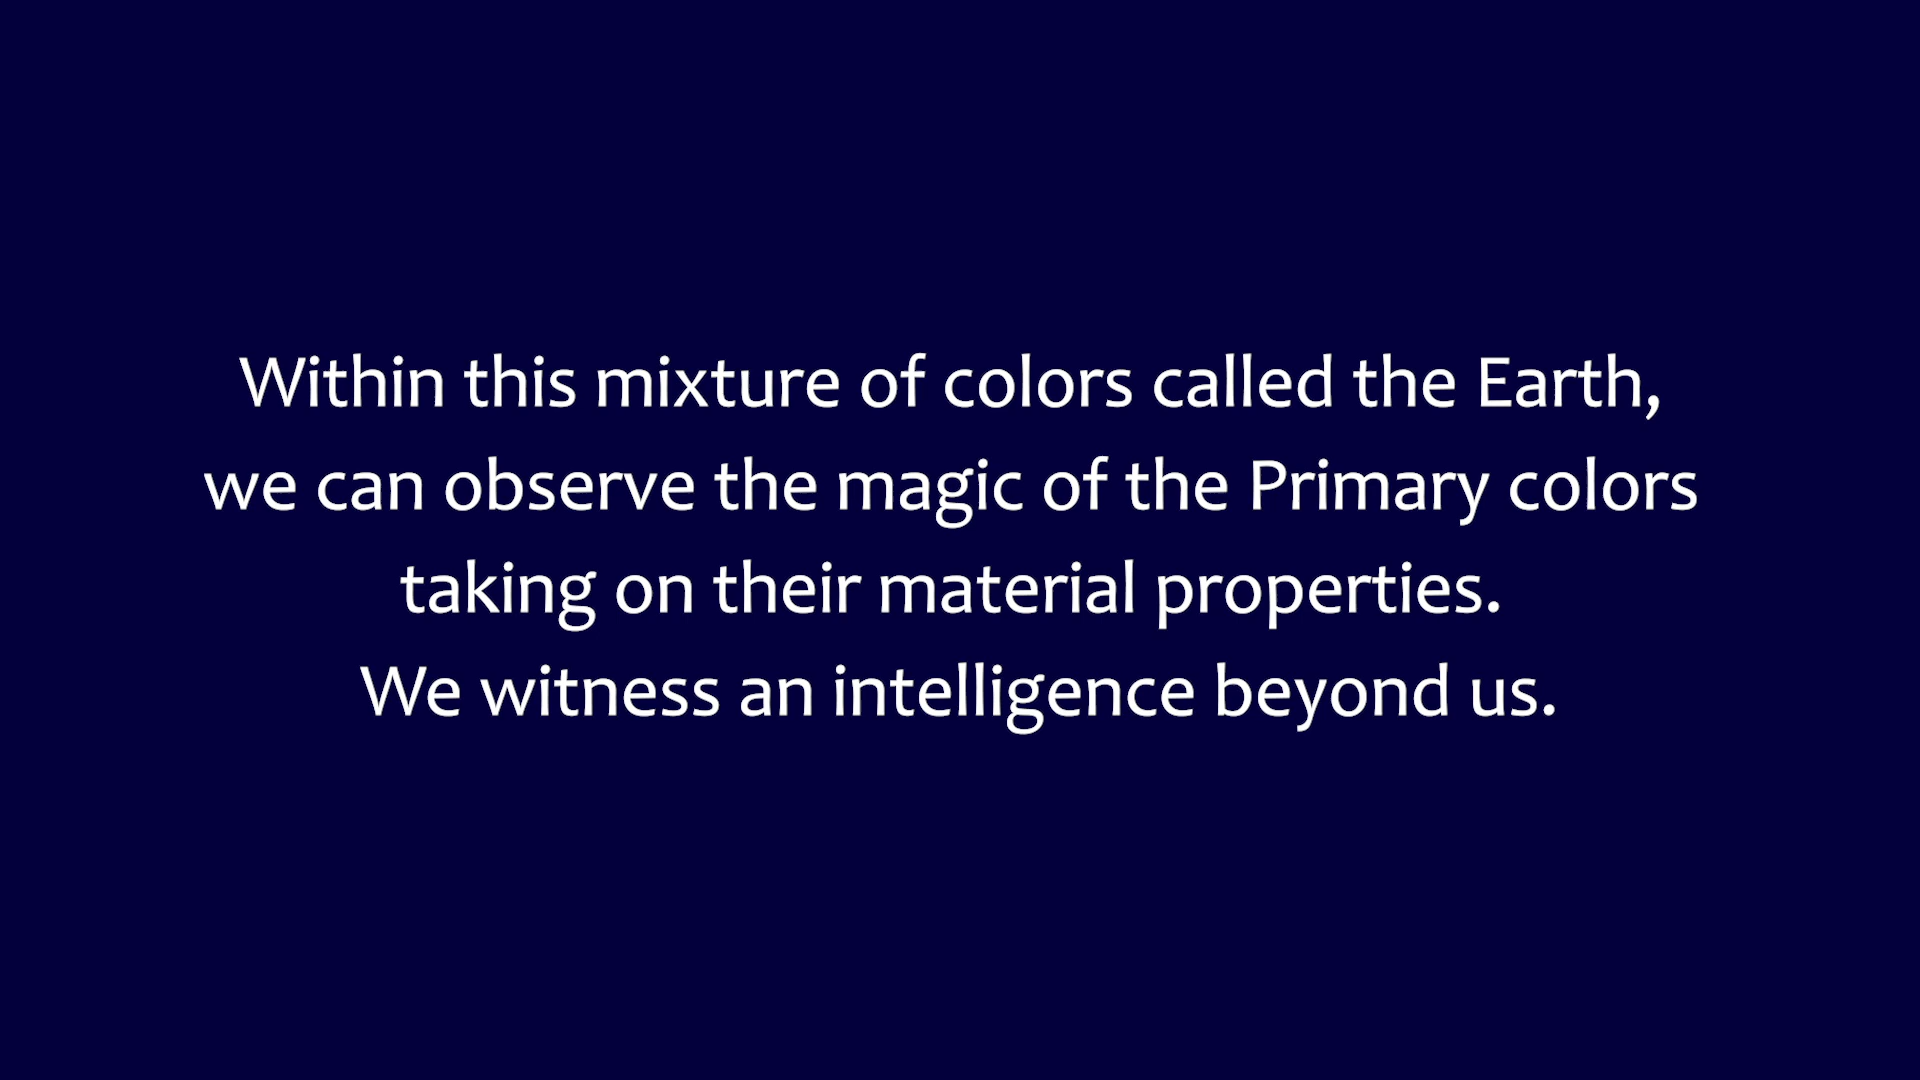 Within this mixture of colors called the Earth,
we can observe the magic of the Primary colors
taking on their material properties.
We witness an intelligence beyond us.